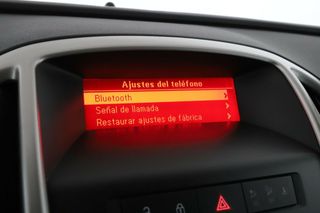 Ajustes del teléfono
Bluetooth
Señal de llamada
Restaurar ajustes de fábrica